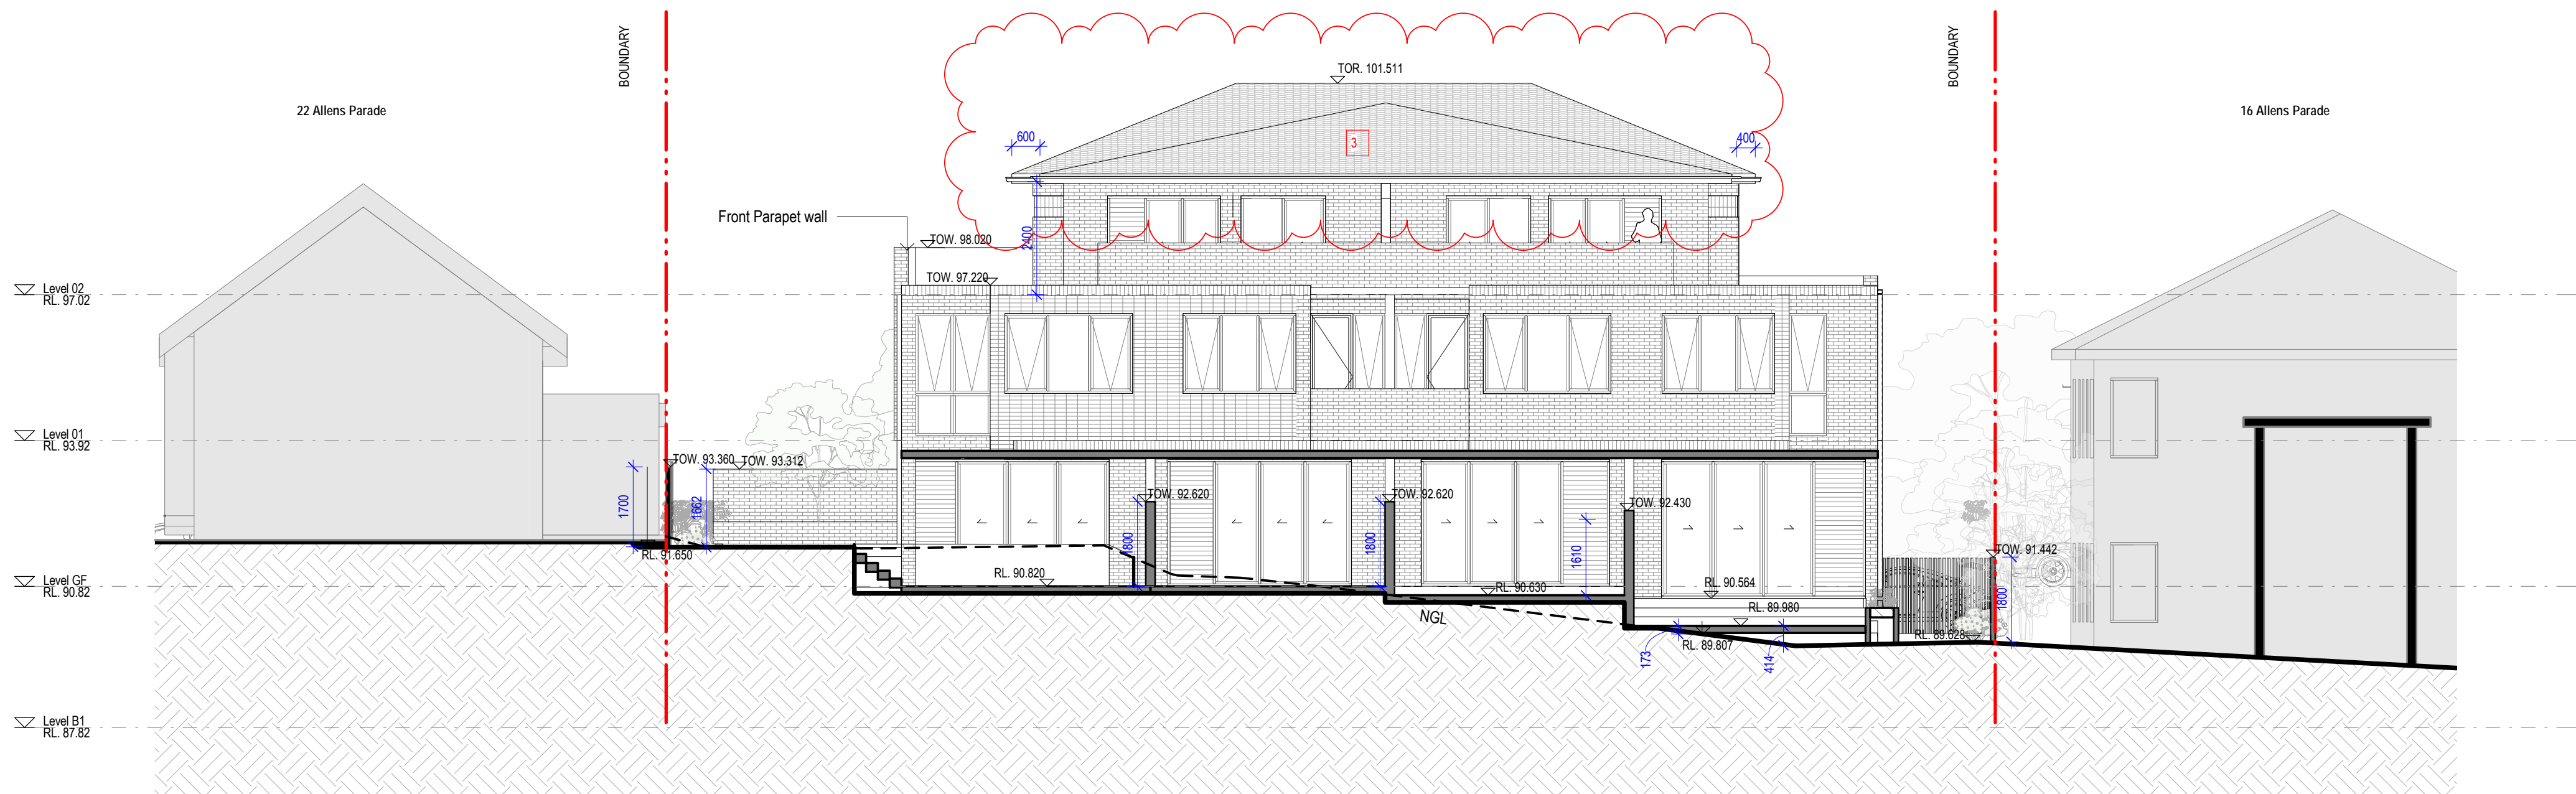 BOUNDARY
BOUNDARY
TOR. 101.511
22 Allens Parade
16 Allens Parade
600
3
400
Front Parapet wall
TOW. 98.020
2400
TOW. 97.220
Level 02
RL. 97.02
Level 01
RL. 93.92
TOW. 93.360
TOW. 93.312
1700
1662
TOW. 92.620
TOW. 92.620
TOW. 92.430
1800
1800
1610
TOW. 91.442
RL. 91.650
RL. 90.820
RL. 90.630
RL. 90.564
Level GF
RL. 90.82
1800
RL. 89.980
NGL
RL. 89.628
RL. 89.807
173
414
Level B1
RL. 87.82